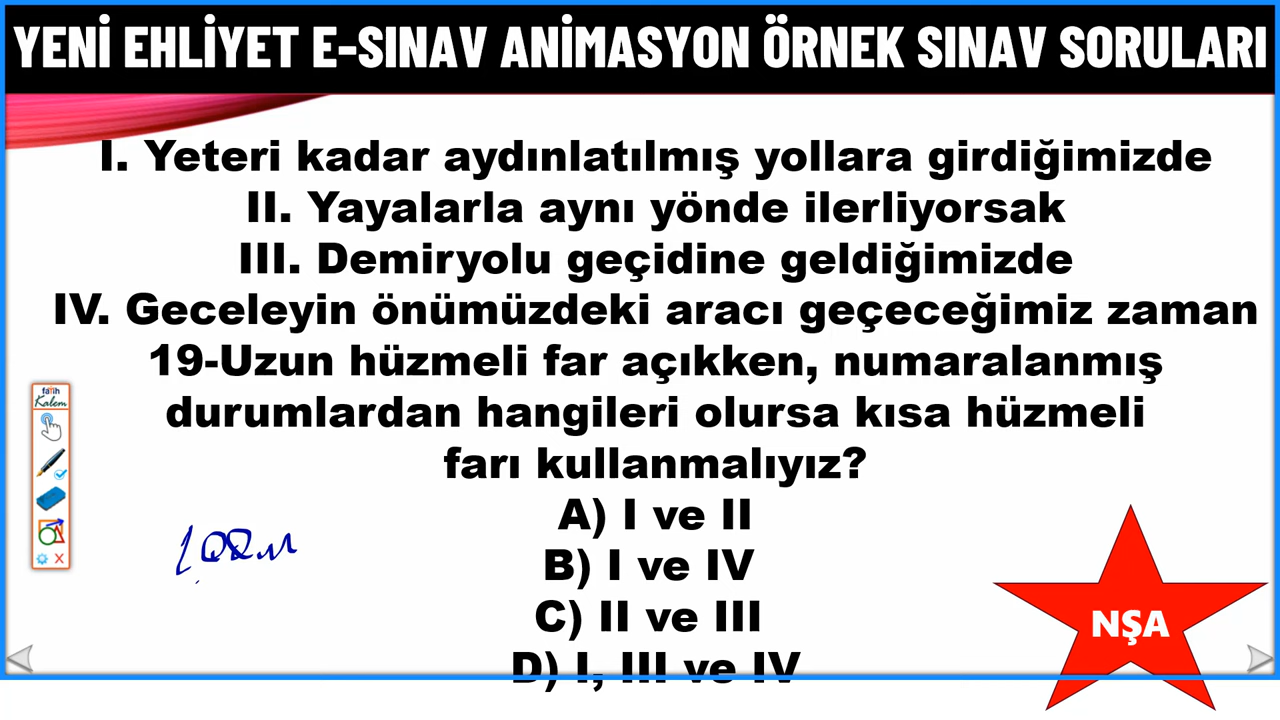 YENİ EHLİYET E-SINAV ANİMASYON ÖRNEK SINAV SORULARI
I. Yeteri kadar aydınlatılmış yollara girdiğimizde
II. Yayalarla aynı yönde ilerliyorsak
III. Demiryolu geçidine geldiğimizde
IV. Geceleyin önümüzdeki aracı geçeceğimiz zaman
19-Uzun hüzmeli far açıkken, numaralanmış
durumlardan hangileri olursa kısa hüzmeli
farı kullanmalıyız?
A) I ve II
B) I ve IV
C) II ve III
D) I, III ve IV
fatih
Kalem
NŞA